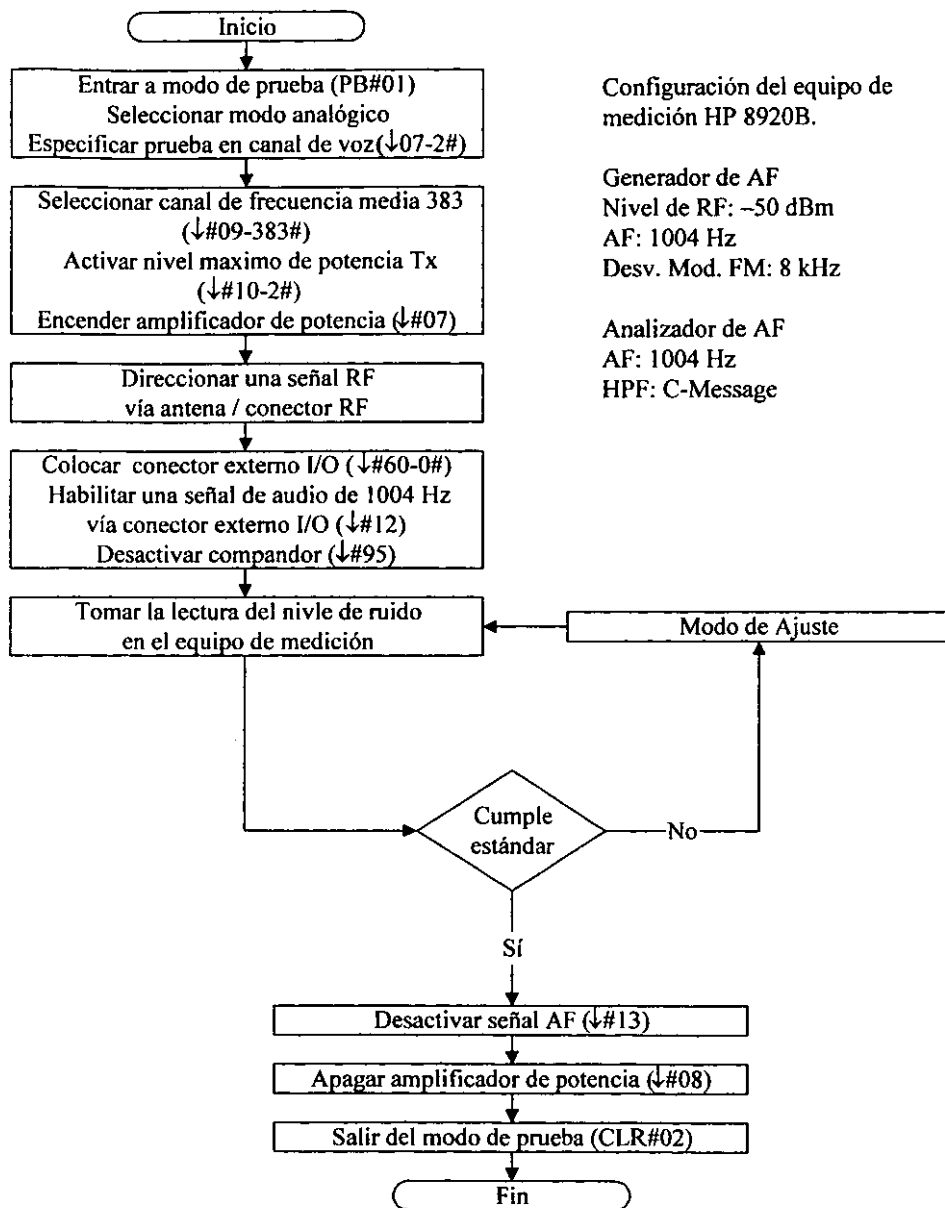 Inicio
Entrar a modo de prueba (PB#01)
Seleccionar modo analógico
Especificar prueba en canal de voz(↓07-2#)
Seleccionar canal de frecuencia media 383
(↓#09-383#)
Activar nivel maximo de potencia Tx
(↓#10-2#)
Encender amplificador de potencia (↓#07)
Direccionar una señal RF
vía antena / conector RF
Colocar conector externo I/O (↓#60-0#)
Habilitar una señal de audio de 1004 Hz
vía conector externo I/O (↓#12)
Desactivar compandor (↓#95)
Tomar la lectura del nivle de ruido
en el equipo de medición
Modo de Ajuste
Cumple
estándar
No
Sí
Desactivar señal AF (↓#13)
Apagar amplificador de potencia (↓#08)
Salir del modo de prueba (CLR#02)
Fin
Configuración del equipo de
medición HP 8920B.
Generador de AF
Nivel de RF: –50 dBm
AF: 1004 Hz
Desv. Mod. FM: 8 kHz
Analizador de AF
AF: 1004 Hz
HPF: C-Message